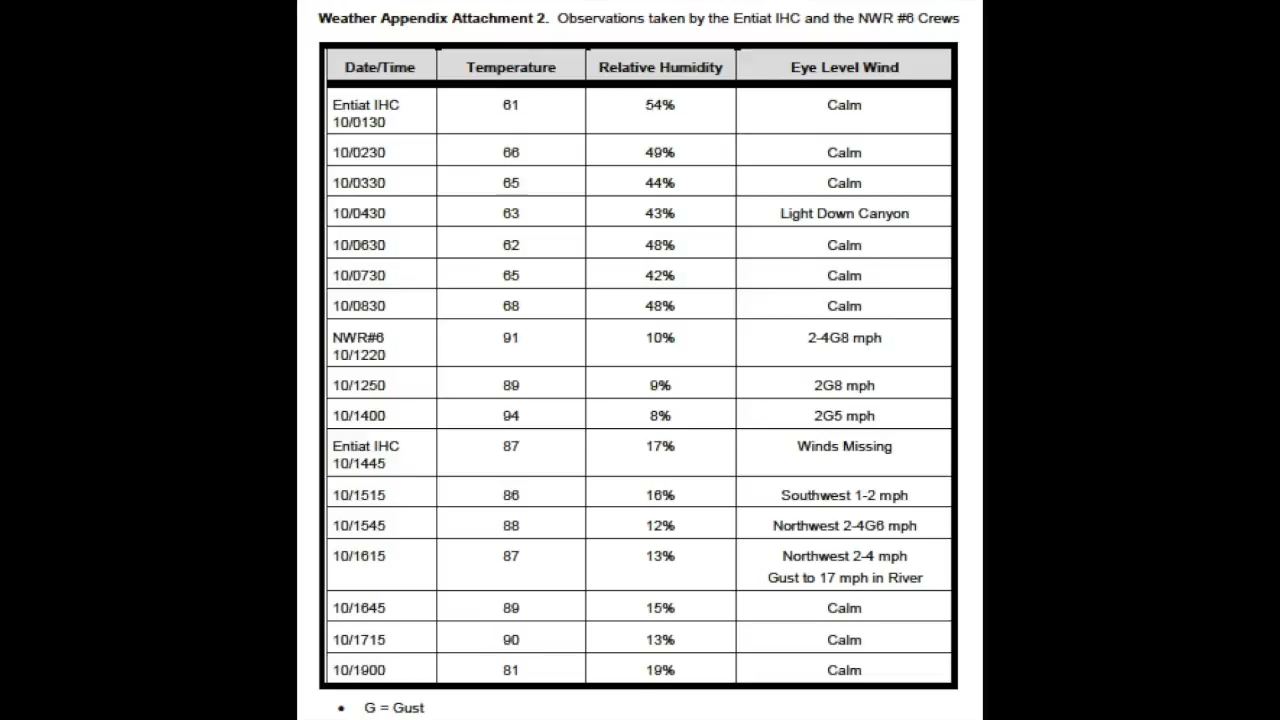 Weather Appendix Attachment 2. Observations taken by the Entiat IHC and the NWR #6 Crews
Date/Time Temperature Relative Humidity Eye Level Wind
Entiat IHC 61 54% Calm
10/0130
10/0230 66 49% Calm
10/0330 65 44% Calm
10/0430 63 43% Light Down Canyon
10/0630 62 48% Calm
10/0730 65 42% Calm
10/0830 68 48% Calm
NWR#6 91 10% 2-4G8 mph
10/1220
10/1250 89 9% 2G8 mph
10/1400 94 8% 2G5 mph
Entiat IHC 87 17% Winds Missing
10/1445
10/1515 86 16% Southwest 1-2 mph
10/1545 88 12% Northwest 2-4G6 mph
10/1615 87 13% Northwest 2-4 mph
Gust to 17 mph in River
10/1645 89 15% Calm
10/1715 90 13% Calm
10/1900 81 19% Calm
• G = Gust